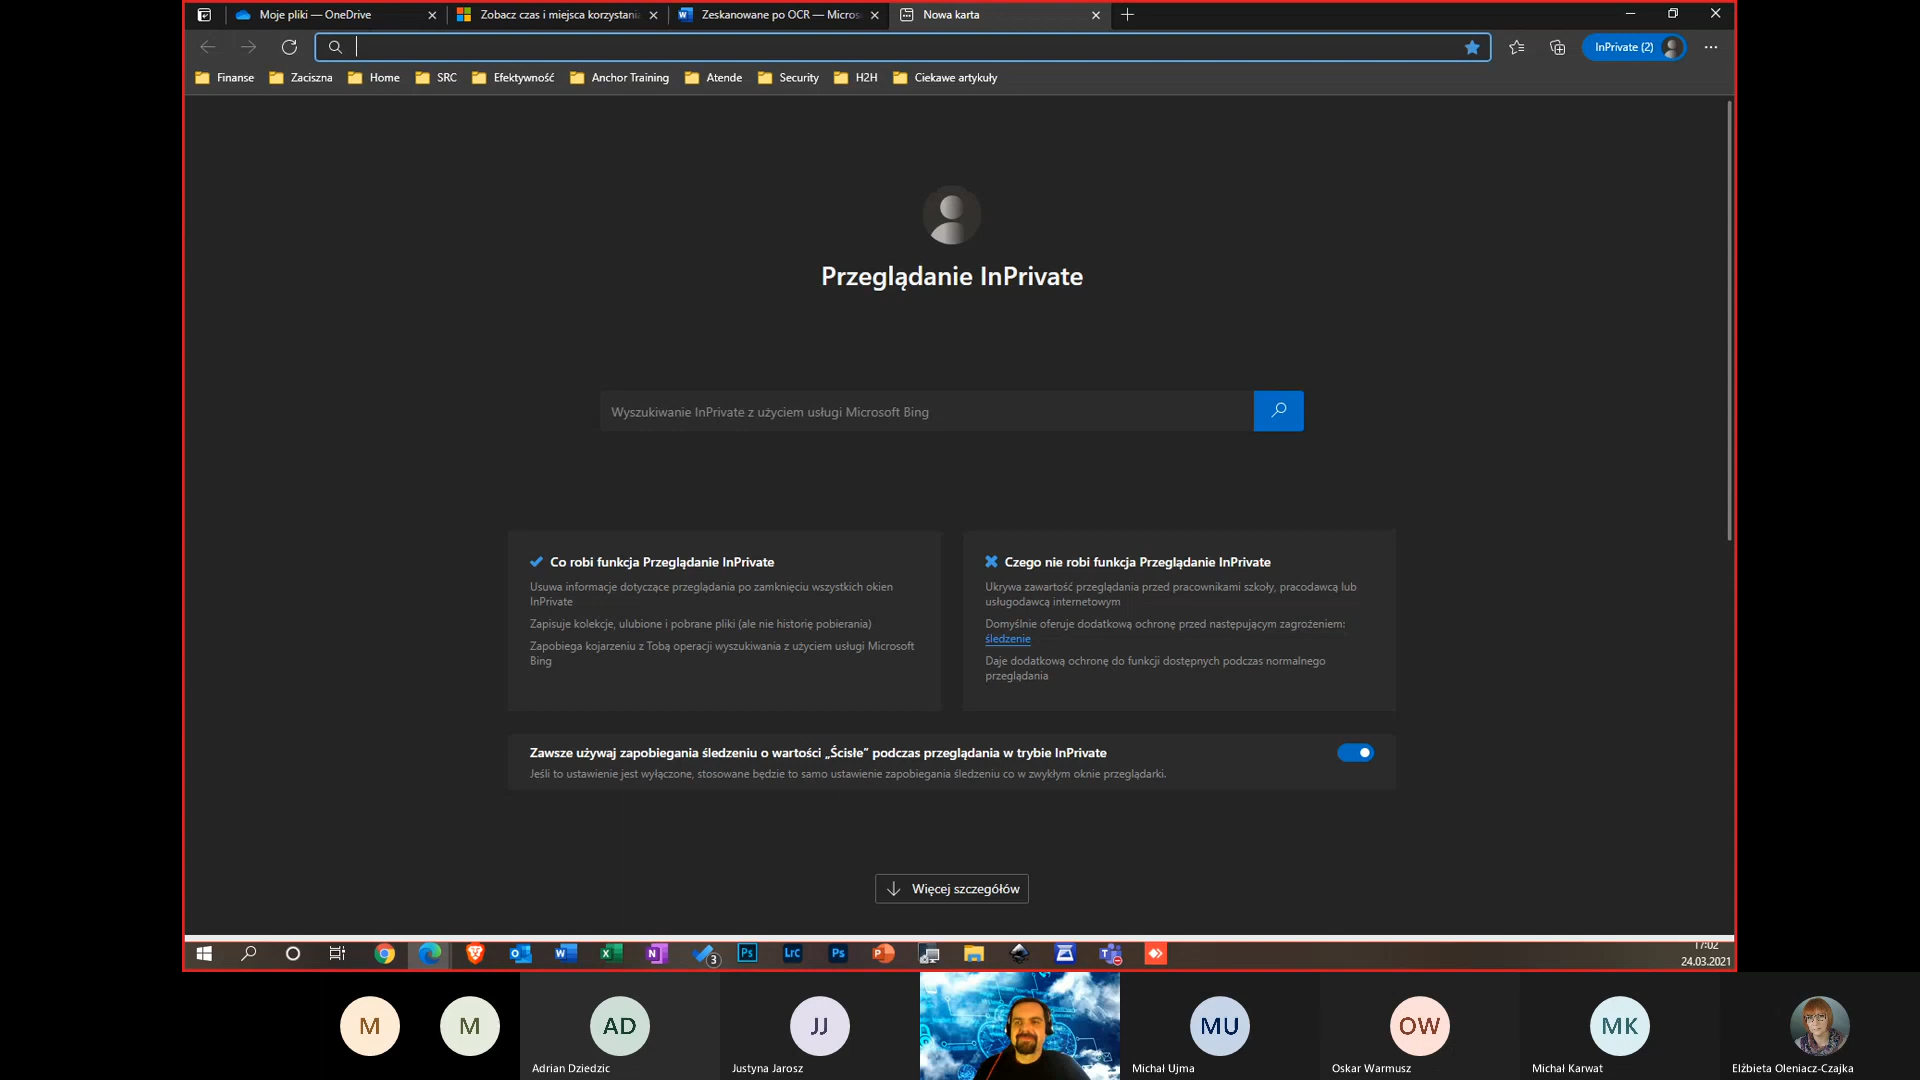 Moje pliki — OneDrive
Zobacz czas i miejsca korzystania
Zeskanowane po OCR — Micros
Nowa karta
InPrivate (2)
Finanse
Zaciszna
Home
SRC
Efektywność
Anchor Training
Atende
Security
H2H
Ciekawe artykuły
Przeglądanie InPrivate
Wyszukiwanie InPrivate z użyciem usługi Microsoft Bing
Co robi funkcja Przeglądanie InPrivate
Usuwa informacje dotyczące przeglądania po zamknięciu wszystkich okien
InPrivate
Zapisuje kolekcje, ulubione i pobrane pliki (ale nie historię pobierania)
Zapobiega kojarzeniu z Tobą operacji wyszukiwania z użyciem usługi Microsoft
Bing
Czego nie robi funkcja Przeglądanie InPrivate
Ukrywa zawartość przeglądania przed pracownikami szkoły, pracodawcą lub
usługodawcą internetowym
Domyślnie oferuje dodatkową ochronę przed następującym zagrożeniem:
śledzenie
Daje dodatkową ochronę do funkcji dostępnych podczas normalnego
przeglądania
Zawsze używaj zapobiegania śledzeniu o wartości „Ścisłe” podczas przeglądania w trybie InPrivate
Jeśli to ustawienie jest wyłączone, stosowane będzie to samo ustawienie zapobiegania śledzeniu co w zwykłym oknie przeglądarki.
Więcej szczegółów
3
Ps
LrC
Ps
17:02
24.03.2021
M
M
AD
JJ
MU
OW
MK
Adrian Dziedzic
Justyna Jarosz
Michał Ujma
Oskar Warmusz
Michał Karwat
Elżbieta Oleniacz-Czajka